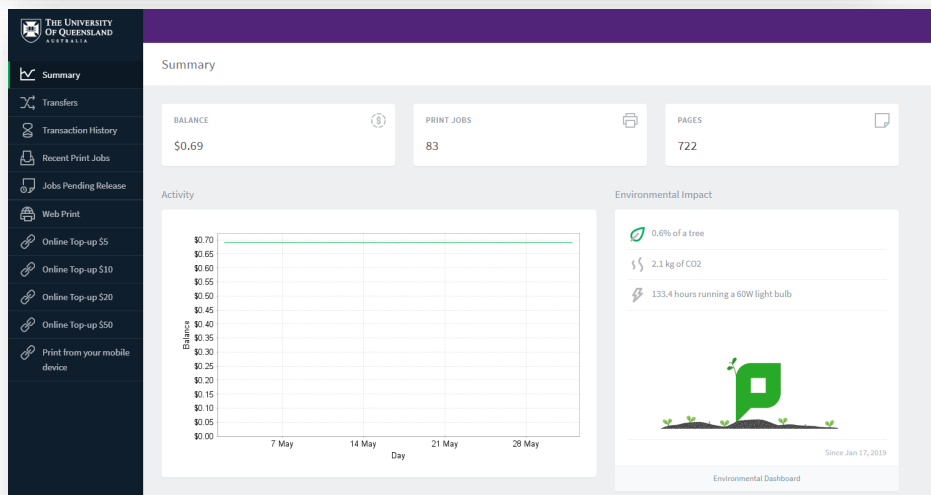 THE UNIVERSITY
OF QUEENSLAND
AUSTRALIA
Summary
Transfers
Transaction History
Recent Print Jobs
Jobs Pending Release
Web Print
Online Top-up $5
Online Top-up $10
Online Top-up $20
Online Top-up $50
Print from your mobile
device
Summary
BALANCE
$0.69
PRINT JOBS
83
PAGES
722
Activity
Balance
$0.70
$0.65
$0.60
$0.55
$0.50
$0.45
$0.40
$0.35
$0.30
$0.25
$0.20
$0.15
$0.10
$0.05
$0.00
7 May
14 May
21 May
28 May
Day
Environmental Impact
0.6% of a tree
2.1 kg of CO2
133.4 hours running a 60W light bulb
Since Jan 17, 2019
Environmental Dashboard